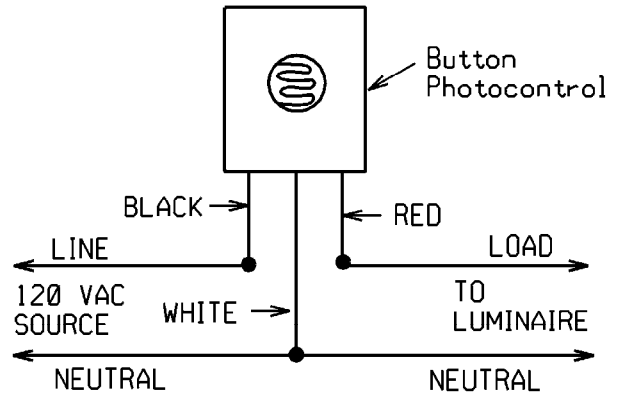 Button
Photocontrol
BLACK
RED
LINE
LOAD
120 VAC
SOURCE
WHITE
TO
LUMINAIRE
NEUTRAL
NEUTRAL